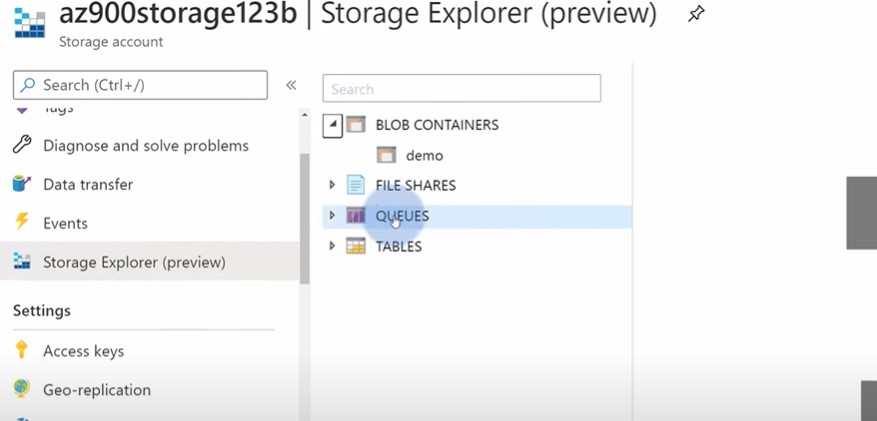 az900storage123b | Storage Explorer (preview)
Storage account
Search (Ctrl+/)
«
Tags
Diagnose and solve problems
Data transfer
Events
Storage Explorer (preview)
Settings
Access keys
Geo-replication
Search
BLOB CONTAINERS
demo
FILE SHARES
QUEUES
TABLES